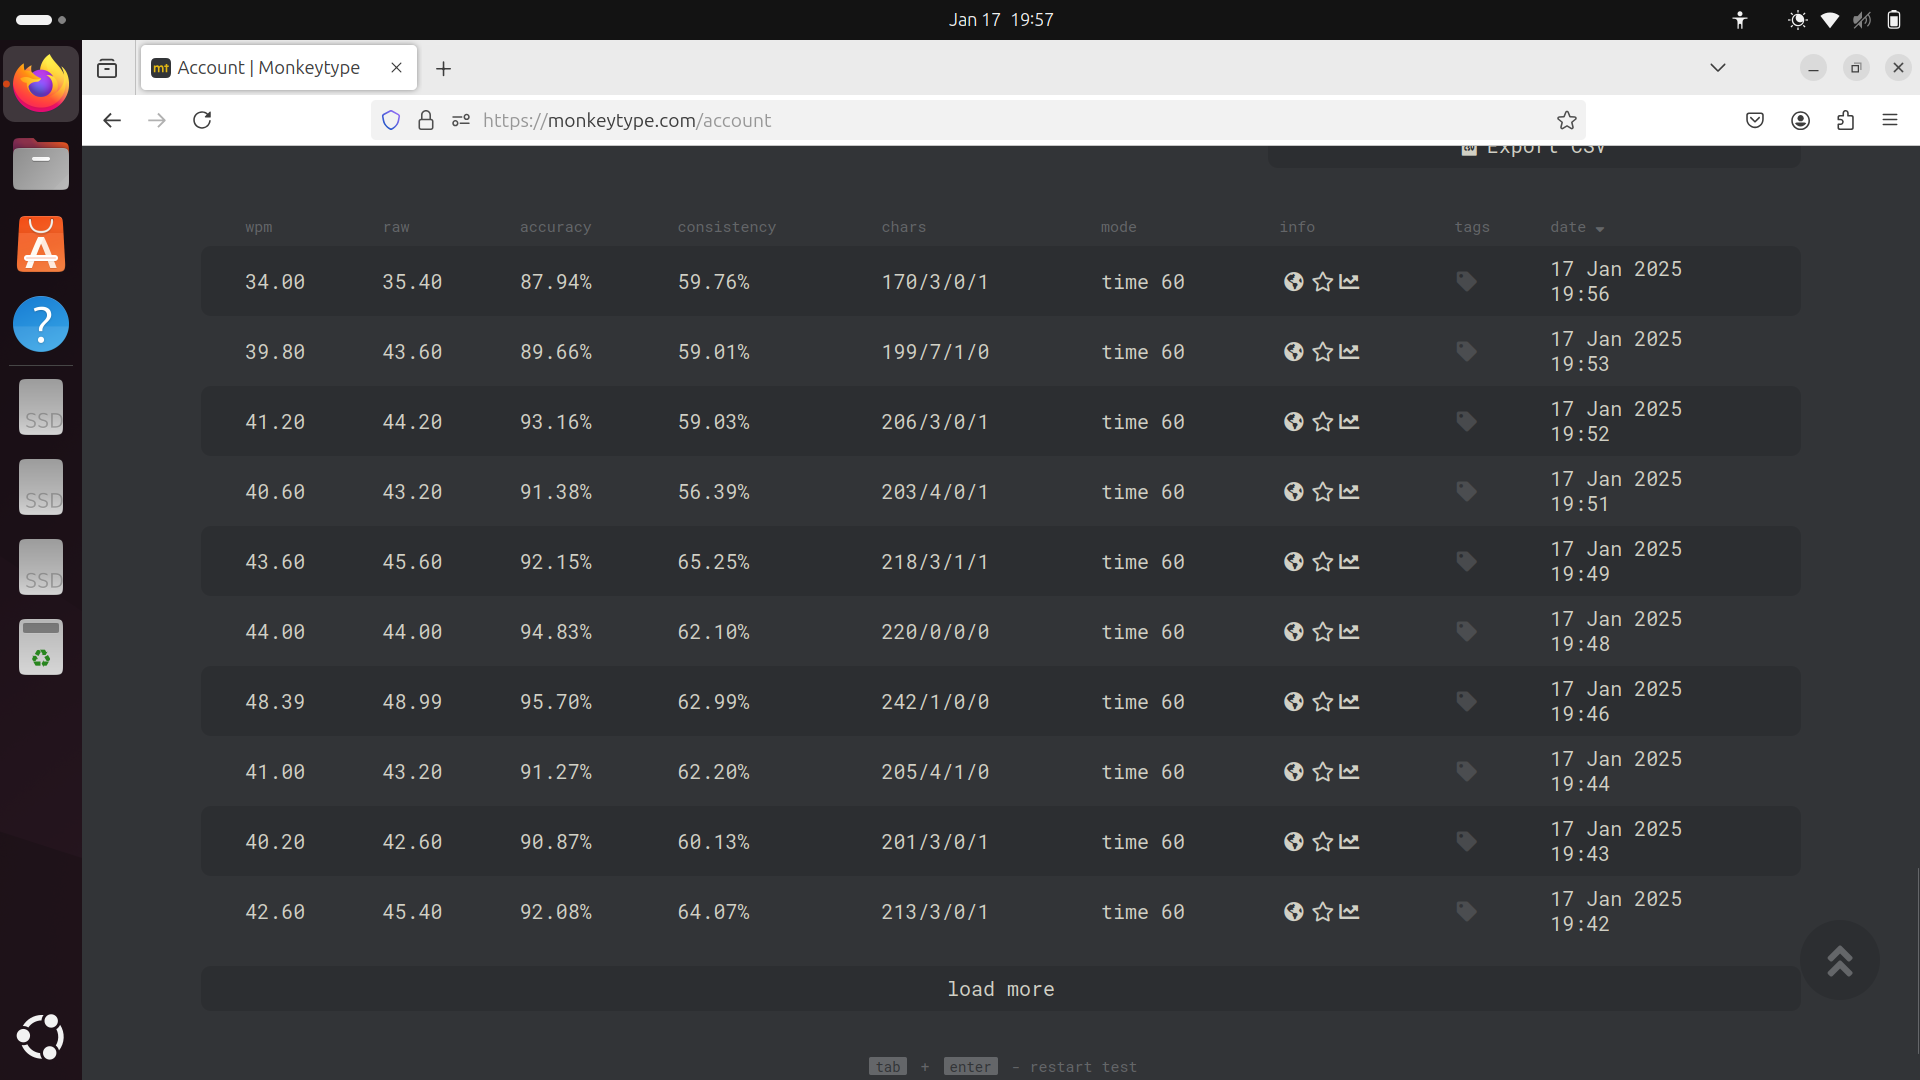 Jan 17 19:57
mt Account | Monkeytype
https://monkeytype.com/account
CSV Export CSV
wpm raw accuracy consistency chars mode info tags date
34.00 35.40 87.94% 59.76% 170/3/0/1 time 60 17 Jan 2025
19:56
39.80 43.60 89.66% 59.01% 199/7/1/0 time 60 17 Jan 2025
19:53
41.20 44.20 93.16% 59.03% 206/3/0/1 time 60 17 Jan 2025
19:52
40.60 43.20 91.38% 56.39% 203/4/0/1 time 60 17 Jan 2025
19:51
43.60 45.60 92.15% 65.25% 218/3/1/1 time 60 17 Jan 2025
19:49
44.00 44.00 94.83% 62.10% 220/0/0/0 time 60 17 Jan 2025
19:48
48.39 48.99 95.70% 62.99% 242/1/0/0 time 60 17 Jan 2025
19:46
41.00 43.20 91.27% 62.20% 205/4/1/0 time 60 17 Jan 2025
19:44
40.20 42.60 90.87% 60.13% 201/3/0/1 time 60 17 Jan 2025
19:43
42.60 45.40 92.08% 64.07% 213/3/0/1 time 60 17 Jan 2025
19:42
load more
tab + enter - restart test
SSD
SSD
SSD